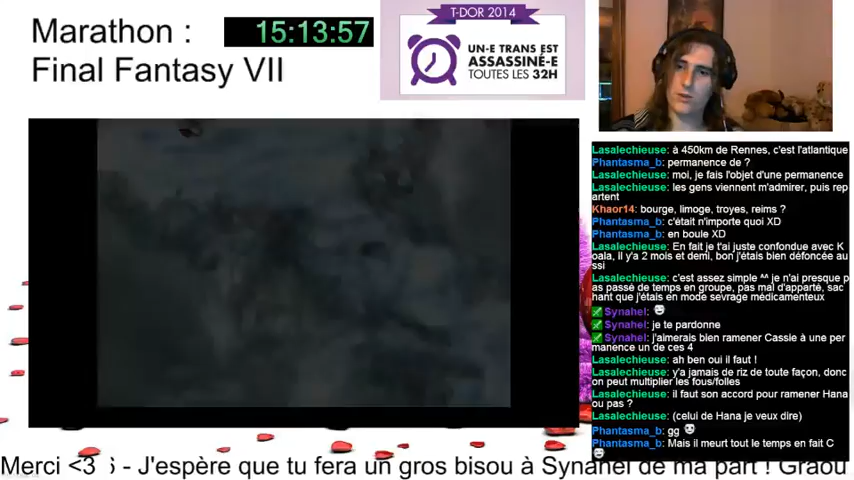 Marathon :
Final Fantasy VII
15:13:57
T-DOR 2014
UN-E TRANS EST
ASSASSINÉ-E
TOUTES LES 32H
Lasalechieuse: à 450km de Rennes, c'est l'atlantique
Phantasma_b: permanence de ?
Lasalechieuse: moi, je fais l'objet d'une permanence
Lasalechieuse: les gens viennent m'admirer, puis rep
artent
Khaor14: bourge, limoge, troyes, reims ?
Phantasma_b: c'était n'importe quoi XD
Phantasma_b: en boule XD
Lasalechieuse: En fait je t'ai juste confondue avec K
oala, il y'a 2 mois et demi, bon j'étais bien défoncée au
ssi
Lasalechieuse: c'est assez simple ^^ je n'ai presque p
as passé de temps en groupe, pas mal d'apparté, sac
hant que j'étais en mode sevrage médicamenteux
Synahel:
Synahel: je te pardonne
Synahel: j'aimerais bien ramener Cassie à une per
manence un de ces 4
Lasalechieuse: ah ben oui il faut !
Lasalechieuse: y'a jamais de riz de toute façon, donc
on peut multiplier les fous/folles
Lasalechieuse: il faut son accord pour ramener Hana
ou pas ?
Lasalechieuse: (celui de Hana je veux dire)
Phantasma_b: gg
Phantasma_b: Mais il meurt tout le temps en fait C
Merci <3 - J'espère que tu fera un gros bisou à Synahel de ma part ! Graou